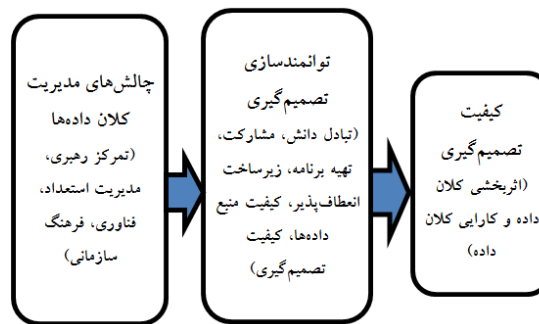 چالش‌های مدیریت
کلان داده‌ها
(تمرکز رهبری،
مدیریت استعداد،
فناوری، فرهنگ
سازمانی)
توانمندسازی
تصمیم‌گیری
(تبادل دانش، مشارکت،
تهیه برنامه، زیرساخت
انعطاف‌پذیر، کیفیت منبع
داده‌ها، کیفیت
تصمیم‌گیری)
کیفیت
تصمیم‌گیری
(اثربخشی کلان
داده و کارایی کلان
داده)